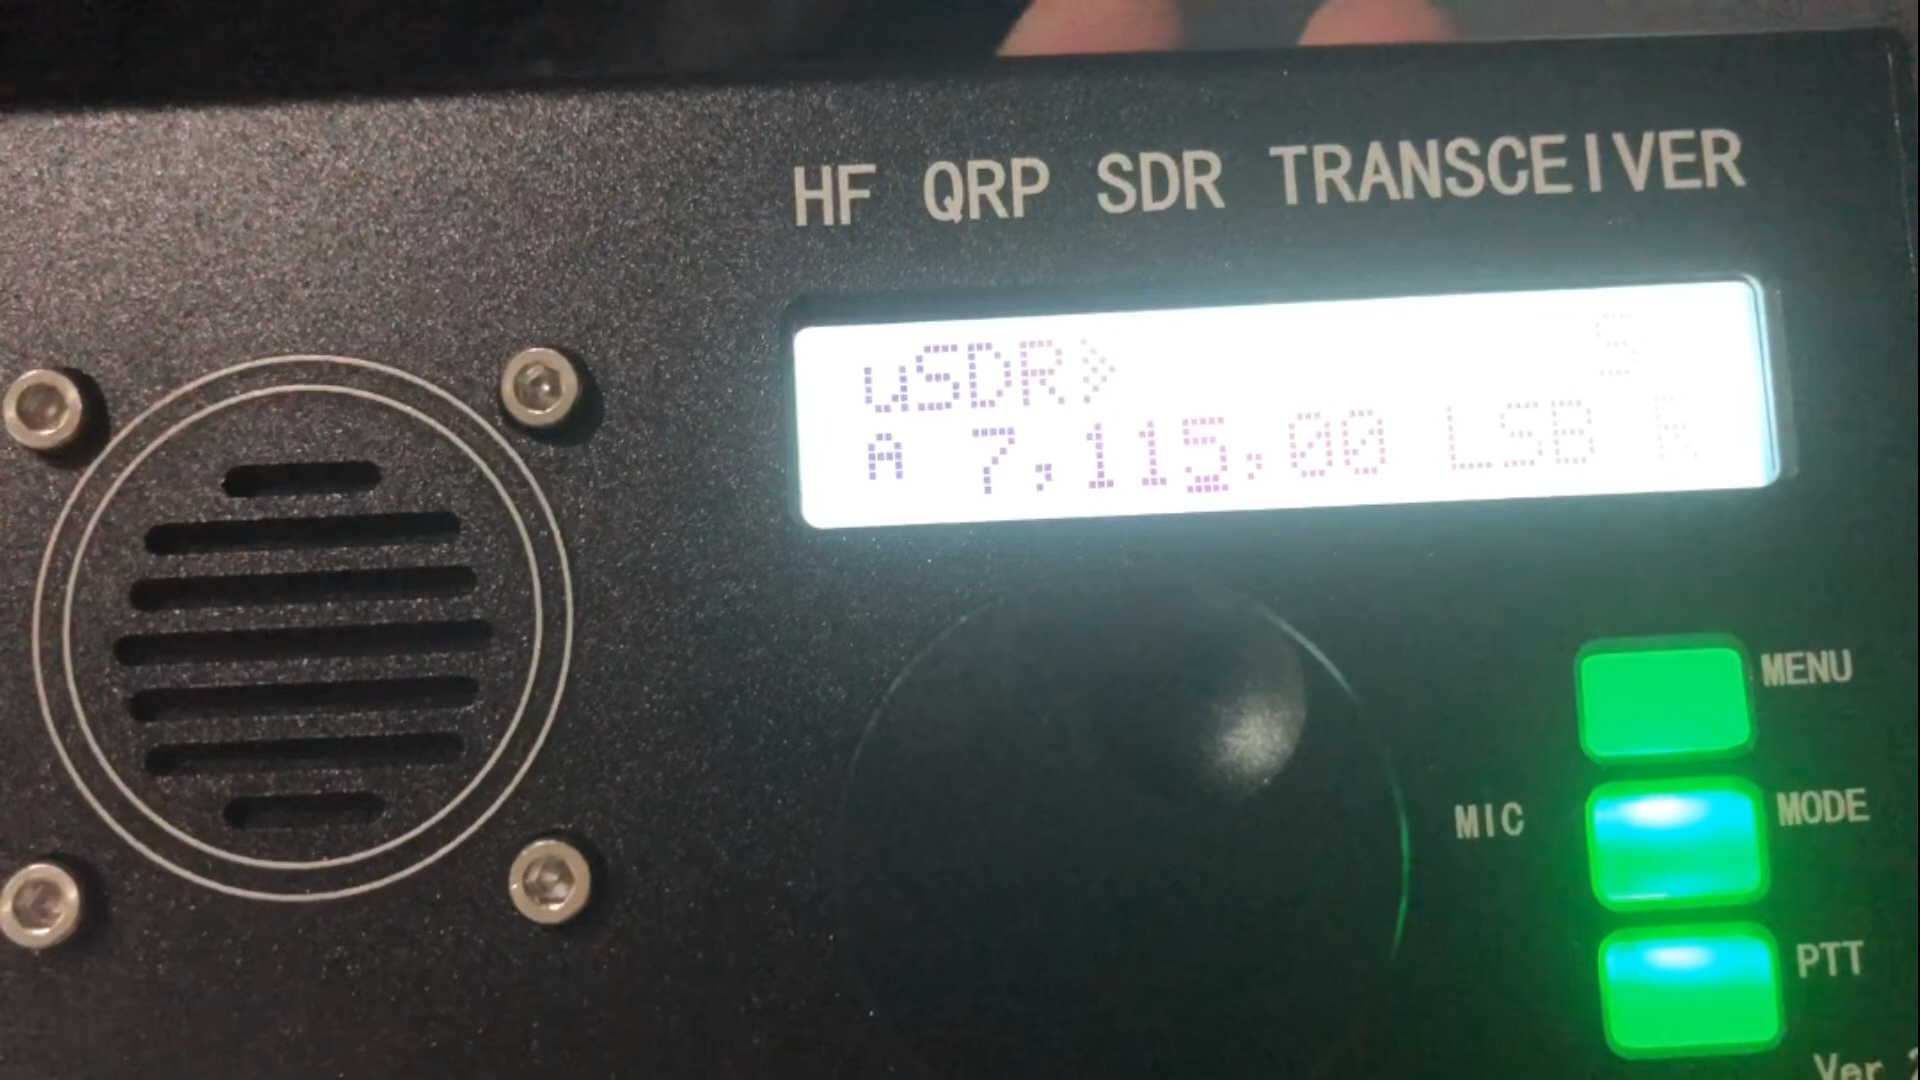 HF QRP SDR TRANSCEIVER
uSDR» S
A 7,115,00 LSB R
MENU
MIC
MODE
PTT
Ver